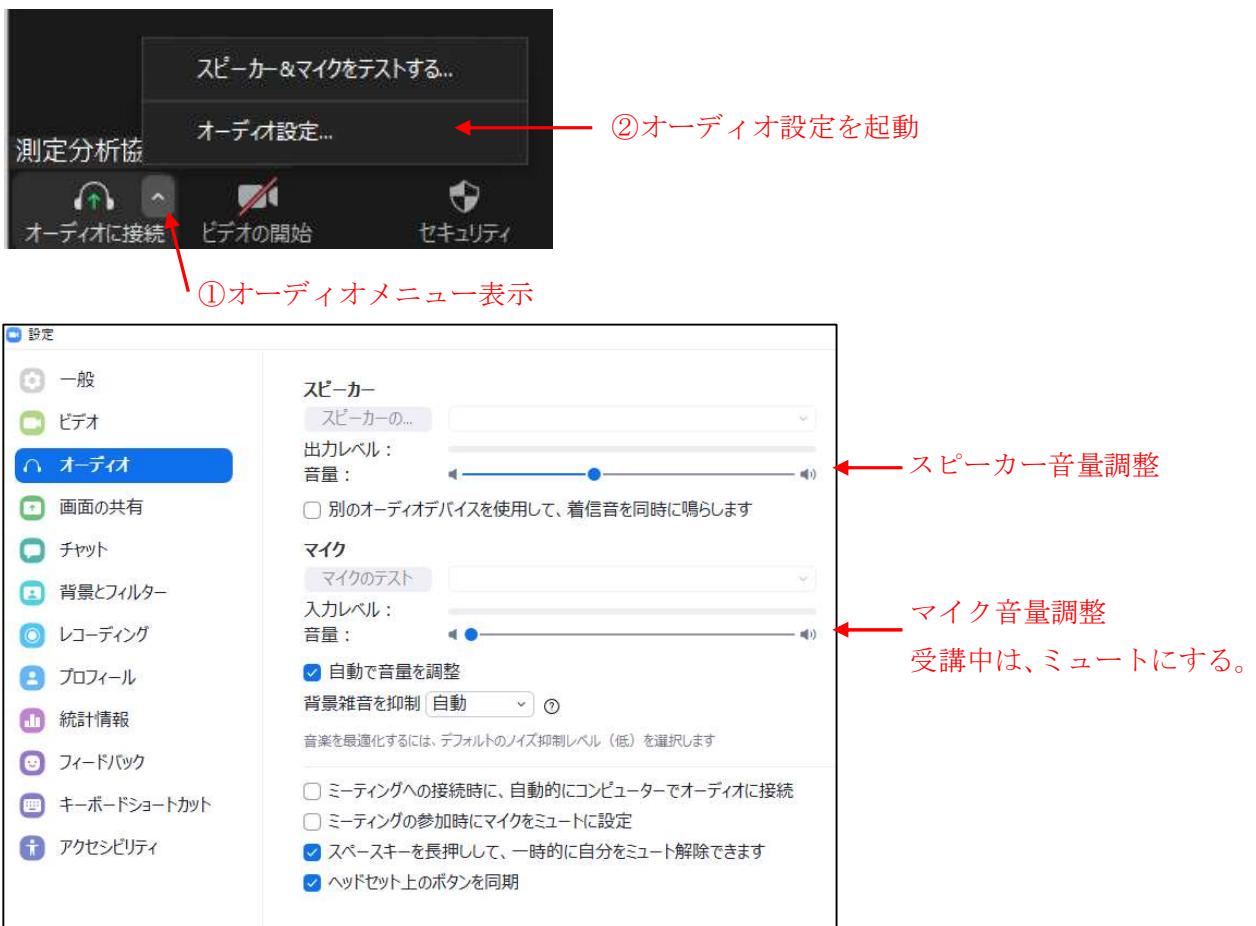 スピーカー&マイクをテストする...
オーディオ設定...
②オーディオ設定を起動
測定分析協
オーディオに接続 ビデオの開始 セキュリティ
①オーディオメニュー表示
設定
一般
ビデオ
オーディオ
画面の共有
チャット
背景とフィルター
レコーディング
プロフィール
統計情報
フィードバック
キーボードショートカット
アクセシビリティ
スピーカー
スピーカーの...
出力レベル：
音量：
スピーカー音量調整
別のオーディオデバイスを使用して、着信音を同時に鳴らします
マイク
マイクのテスト
入力レベル：
音量：
マイク音量調整
受講中は、ミュートにする。
自動で音量を調整
背景雑音を抑制 自動
音楽を最適化するには、デフォルトのノイズ抑制レベル（低）を選択します
ミーティングへの接続時に、自動的にコンピューターでオーディオに接続
ミーティングの参加時にマイクをミュートに設定
スペースキーを長押しして、一時的に自分をミュート解除できます
ヘッドセット上のボタンを同期